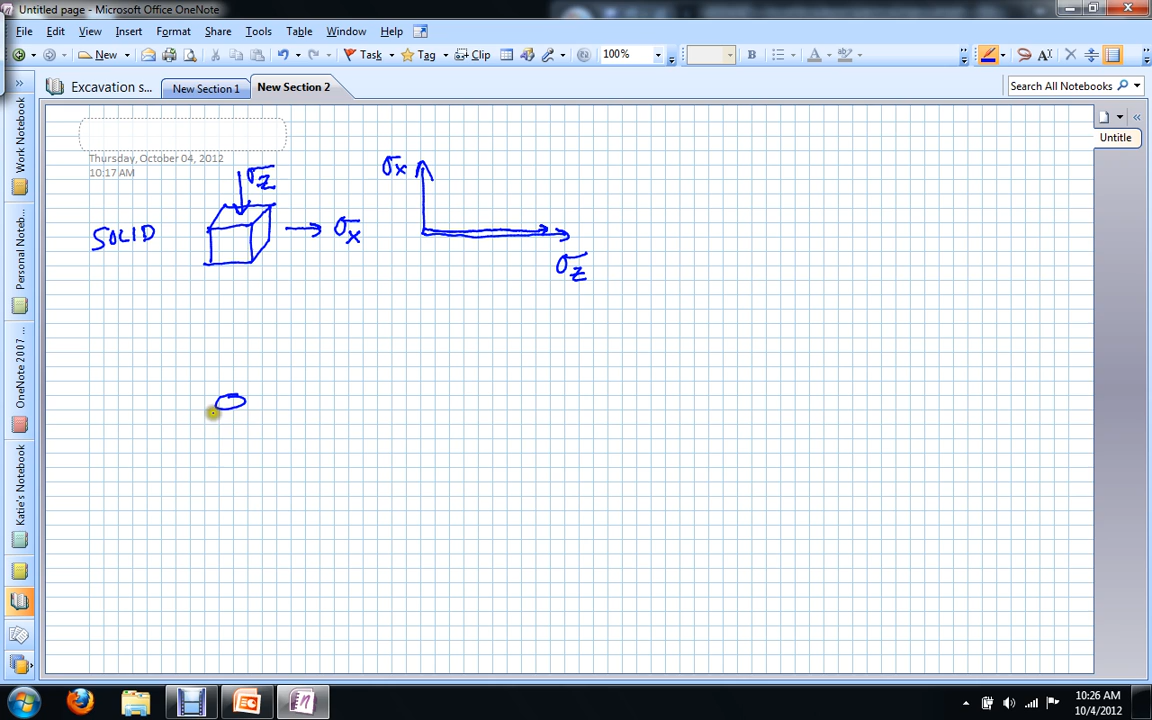 Untitled page - Microsoft Office OneNote
File Edit View Insert Format Share Tools Table Window Help
New Task Tag Clip 100% B A ab A
Excavation s... New Section 1 New Section 2 Search All Notebooks
Untitle
Thursday, October 04, 2012
10:17 AM
σz
σx
SOLID
σx
σz
Work Notebook
Personal Noteb...
OneNote 2007 ...
Katie's Notebook
10:26 AM
10/4/2012